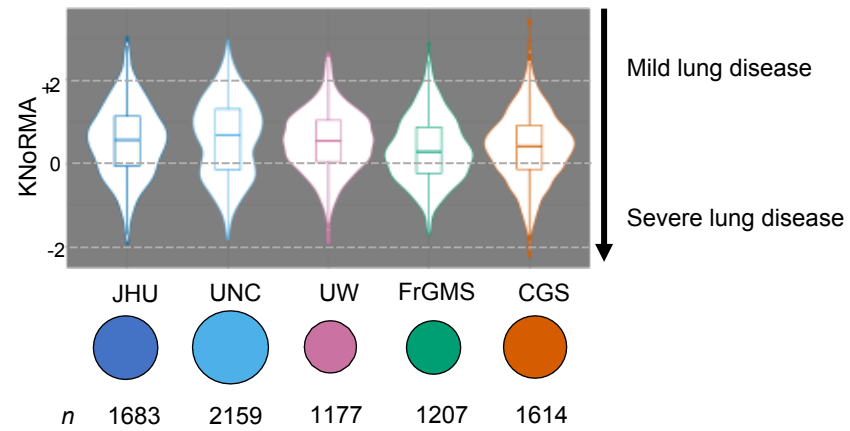 KNoRMA
+2
0
-2
Mild lung disease
Severe lung disease
JHU UNC UW FrGMS CGS
n 1683 2159 1177 1207 1614